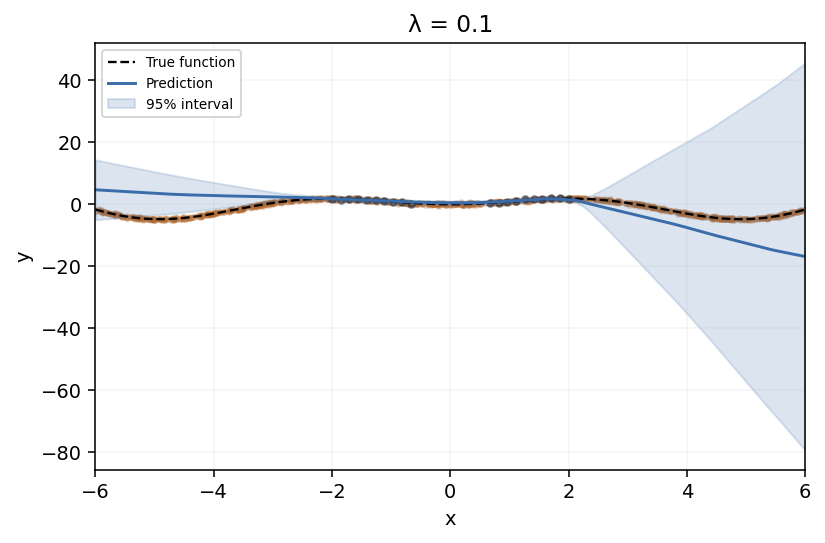 λ = 0.1
True function
Prediction
95% interval
40
20
0
−20
−40
−60
−80
y
−6 −4 −2 0 2 4 6
x